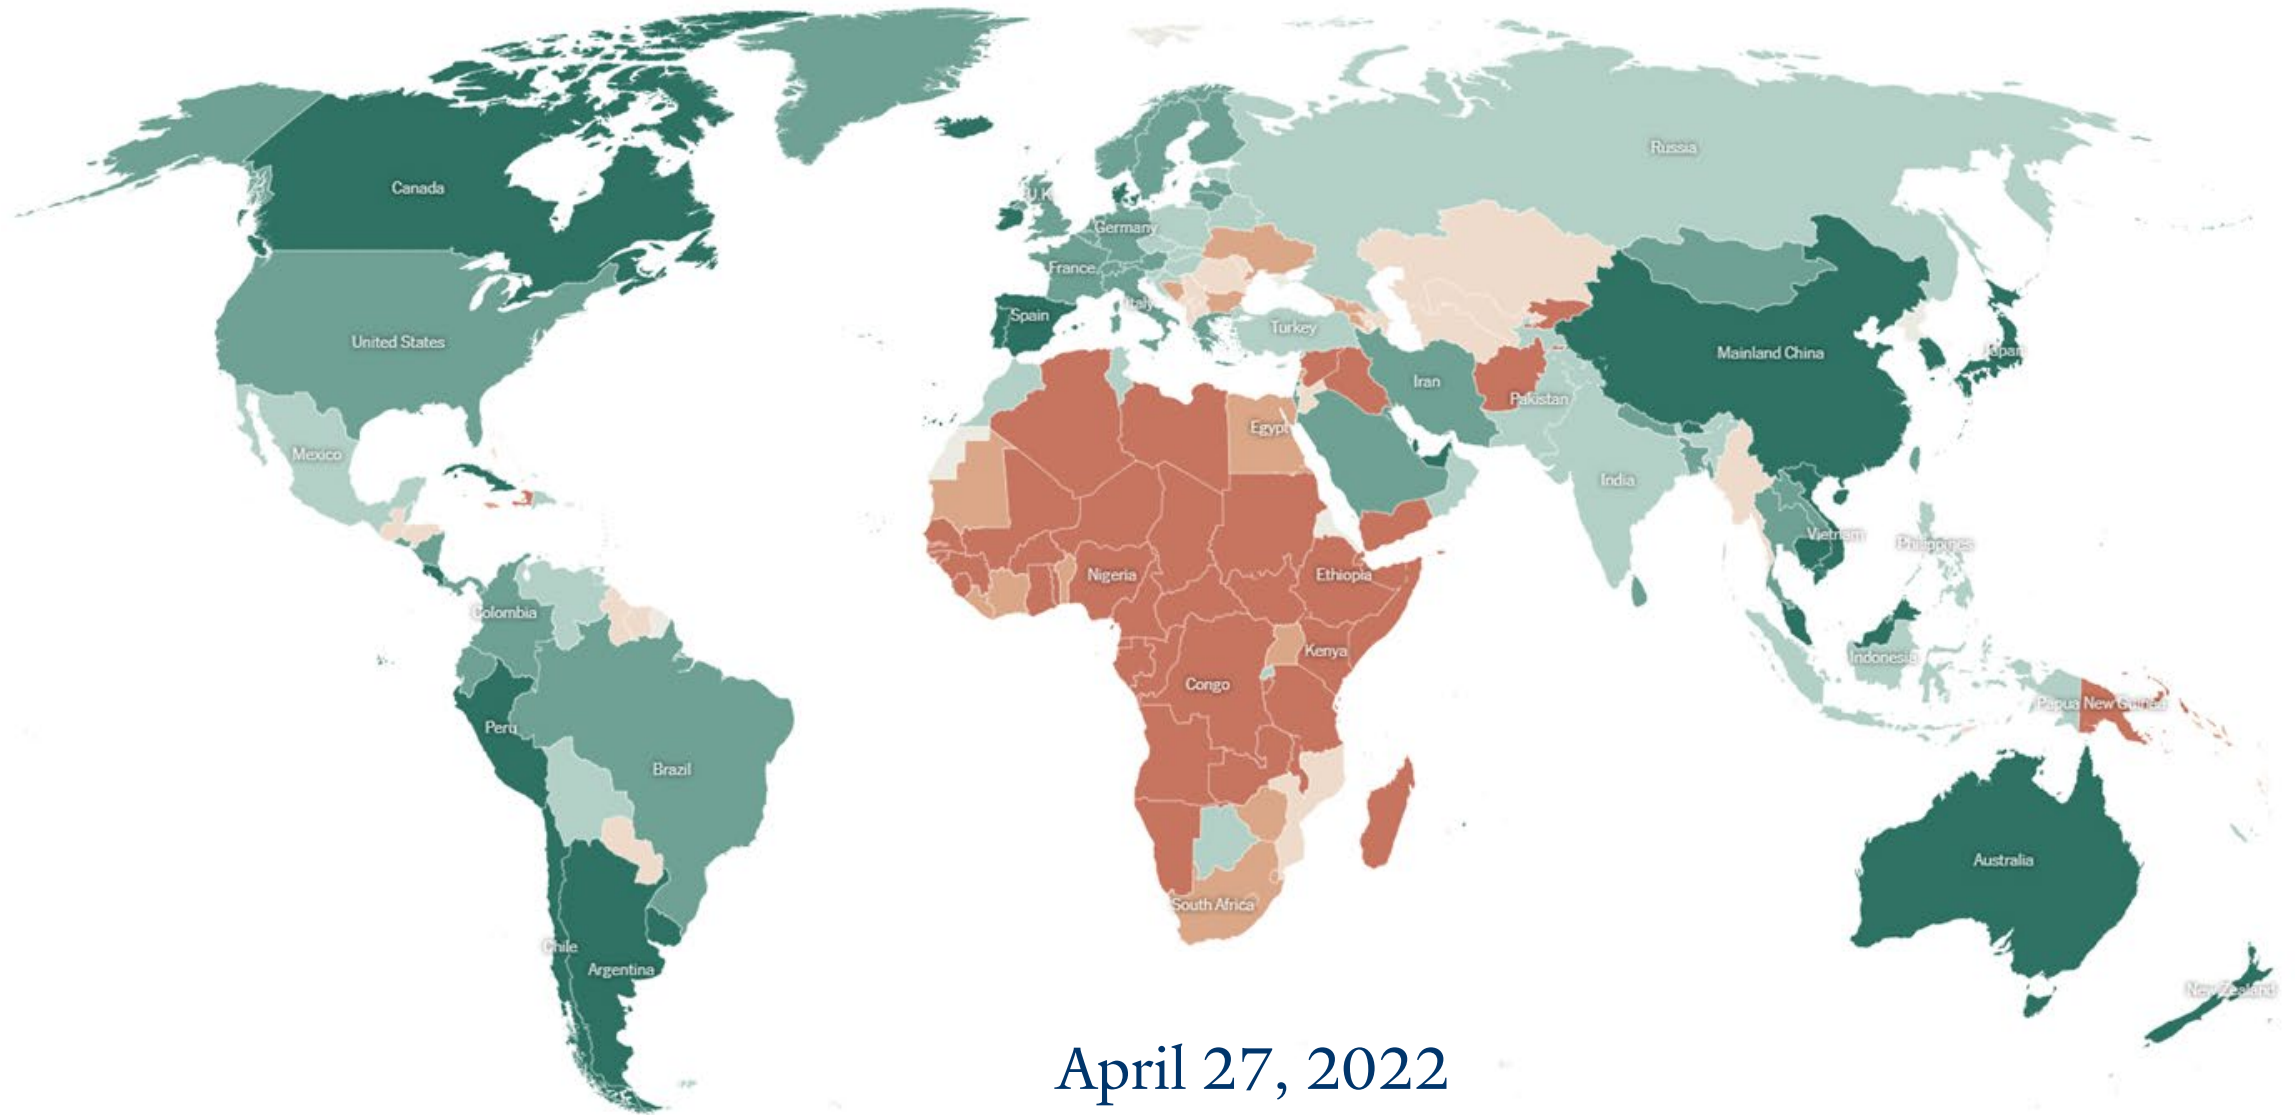 Russia
Canada
U.K.
Germany
France
Italy
Spain
Turkey
United States
Mainland China
Japan
Iran
Pakistan
Mexico
Egypt
India
Vietnam
Philippines
Nigeria
Ethiopia
Colombia
Kenya
Indonesia
Congo
Papua New Guinea
Peru
Brazil
Australia
South Africa
Chile
Argentina
New Zealand
April 27, 2022